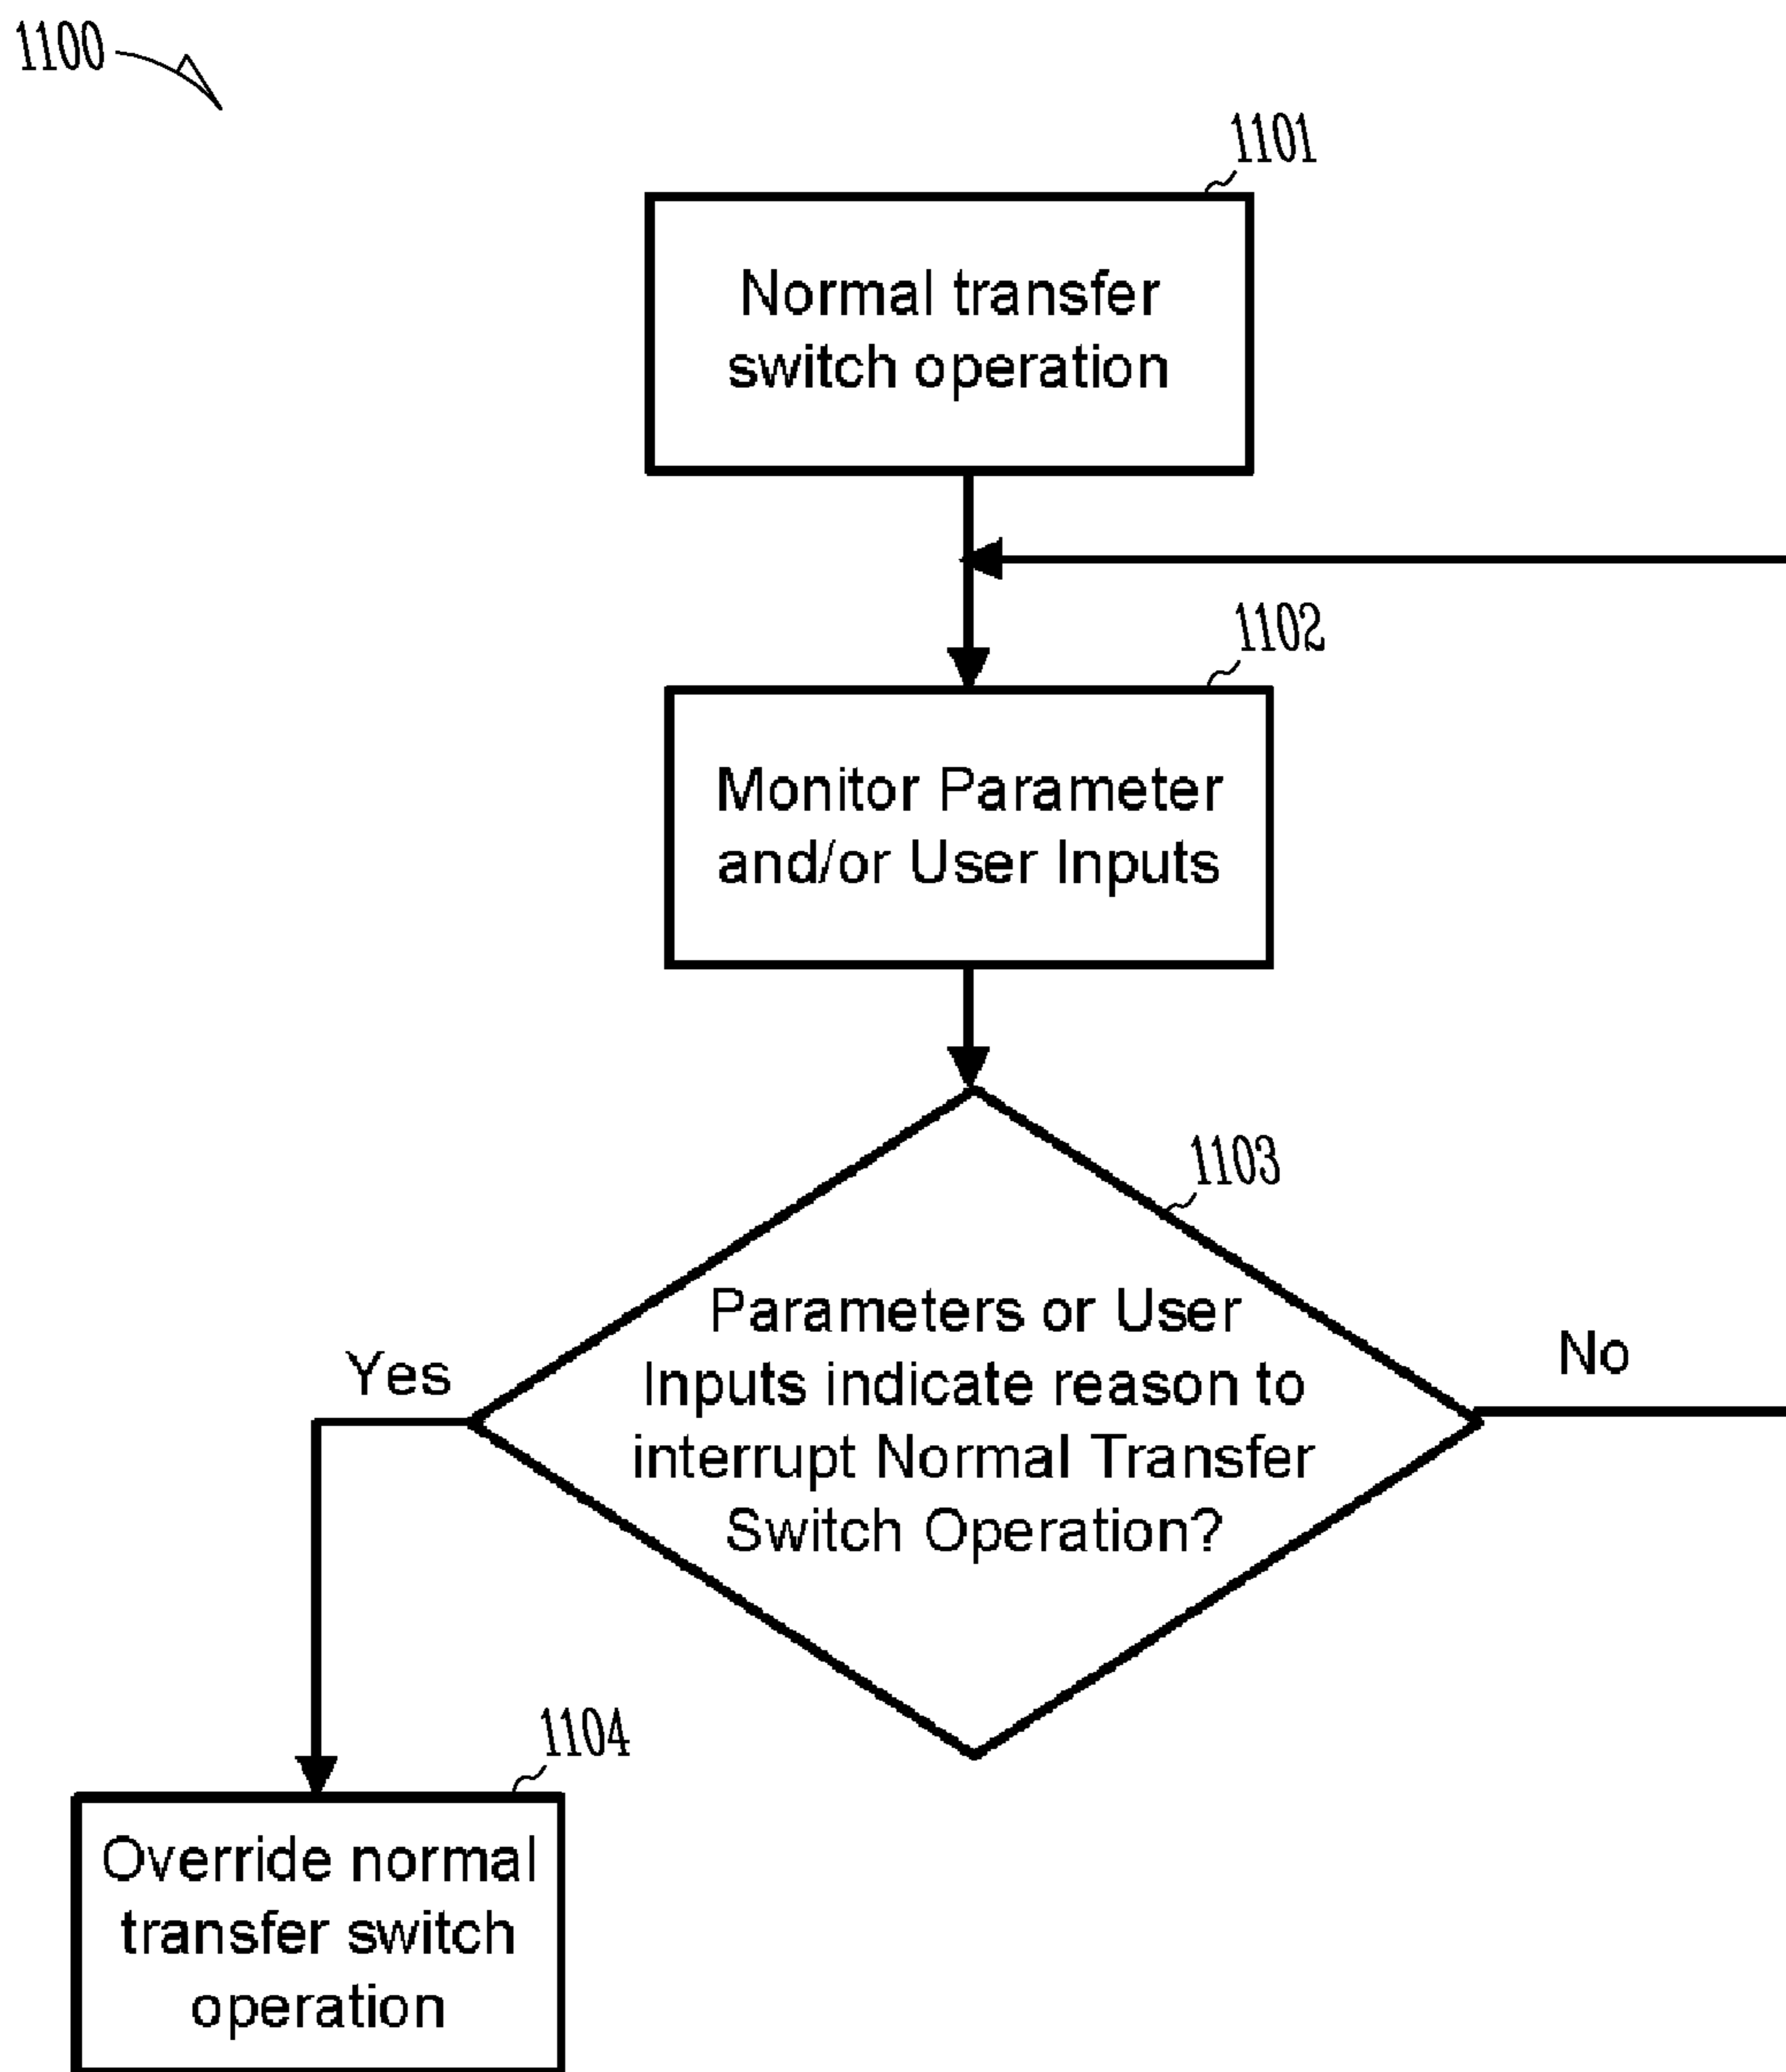 1100
1101
Normal transfer
switch operation
1102
Monitor Parameter
and/or User Inputs
1103
Parameters or User
Inputs indicate reason to
interrupt Normal Transfer
Switch Operation?
Yes
No
1104
Override normal
transfer switch
operation